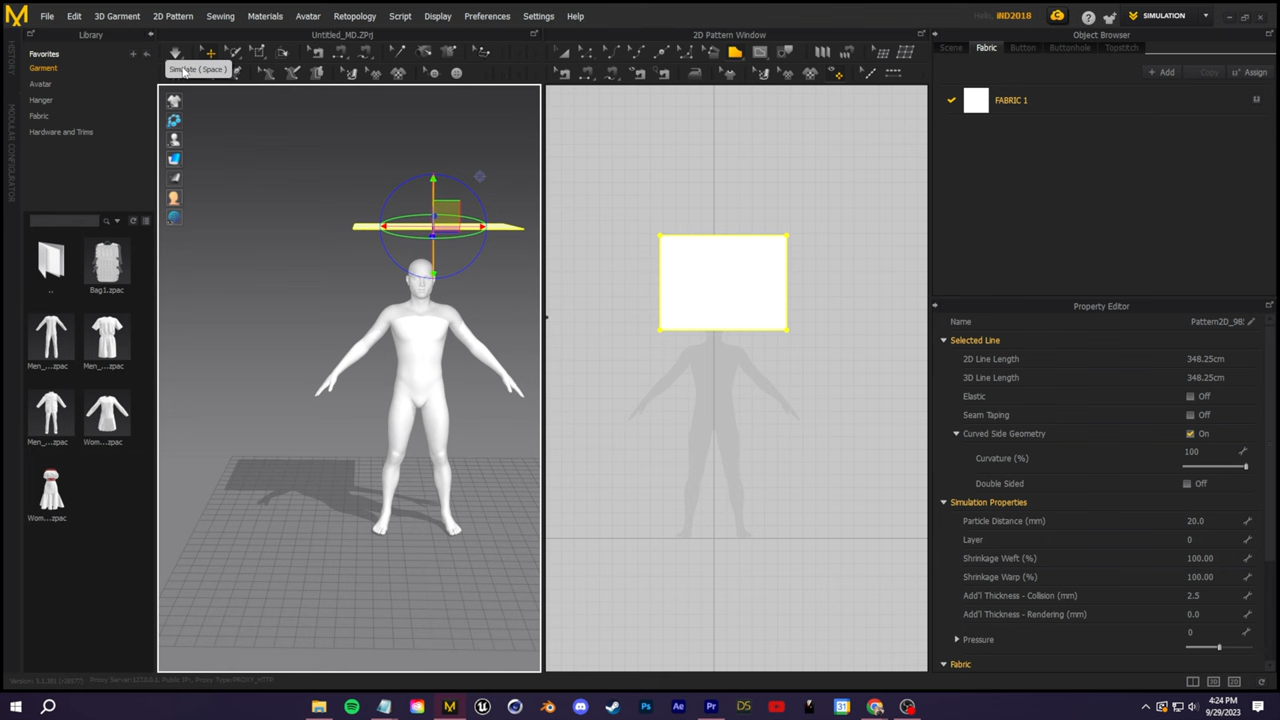 File Edit 3D Garment 2D Pattern Sewing Materials Avatar Retopology Script Display Preferences Settings Help
Hello, IND2018
SIMULATION
Library
Untitled_MD.ZPrj
2D Pattern Window
Object Browser
HISTORY
MODULAR CONFIGURATOR
Favorites
Garment
Avatar
Hanger
Fabric
Hardware and Trims
Simulate ( Space )
Scene Fabric Button Buttonhole Topstitch
+ Add Copy Assign
FABRIC 1
..
Bag1.zpac
Men_...zpac
Men_...zpac
Men_...zpac
Wom...zpac
Wom...zpac
Property Editor
Name Pattern2D_98
Selected Line
2D Line Length 348.25cm
3D Line Length 348.25cm
Elastic Off
Seam Taping Off
Curved Side Geometry On
Curvature (%) 100
Double Sided Off
Simulation Properties
Particle Distance (mm) 20.0
Layer 0
Shrinkage Weft (%) 100.00
Shrinkage Warp (%) 100.00
Add'l Thickness - Collision (mm) 2.5
Add'l Thickness - Rendering (mm) 0.0
Pressure 0
Fabric
3D 2D
4:24 PM
9/29/2023